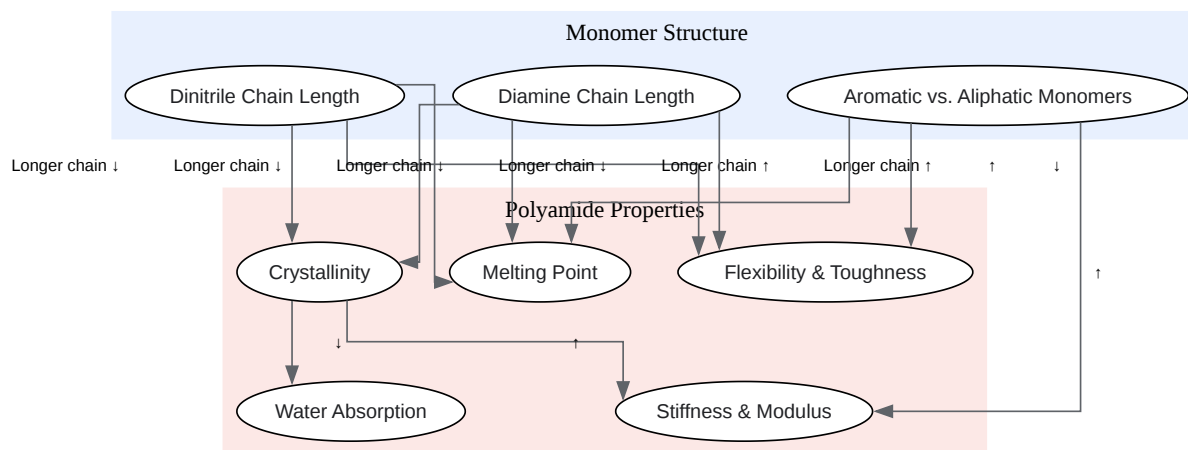 Monomer Structure
Dinitrile Chain Length
Diamine Chain Length
Aromatic vs. Aliphatic Monomers
Longer chain ↓
Longer chain ↓
Longer chain ↓
Longer chain ↓
Longer chain ↑
Longer chain ↑
↑
↓
Polyamide Properties
Crystallinity
Melting Point
Flexibility & Toughness
↑
↓
↑
Water Absorption
Stiffness & Modulus